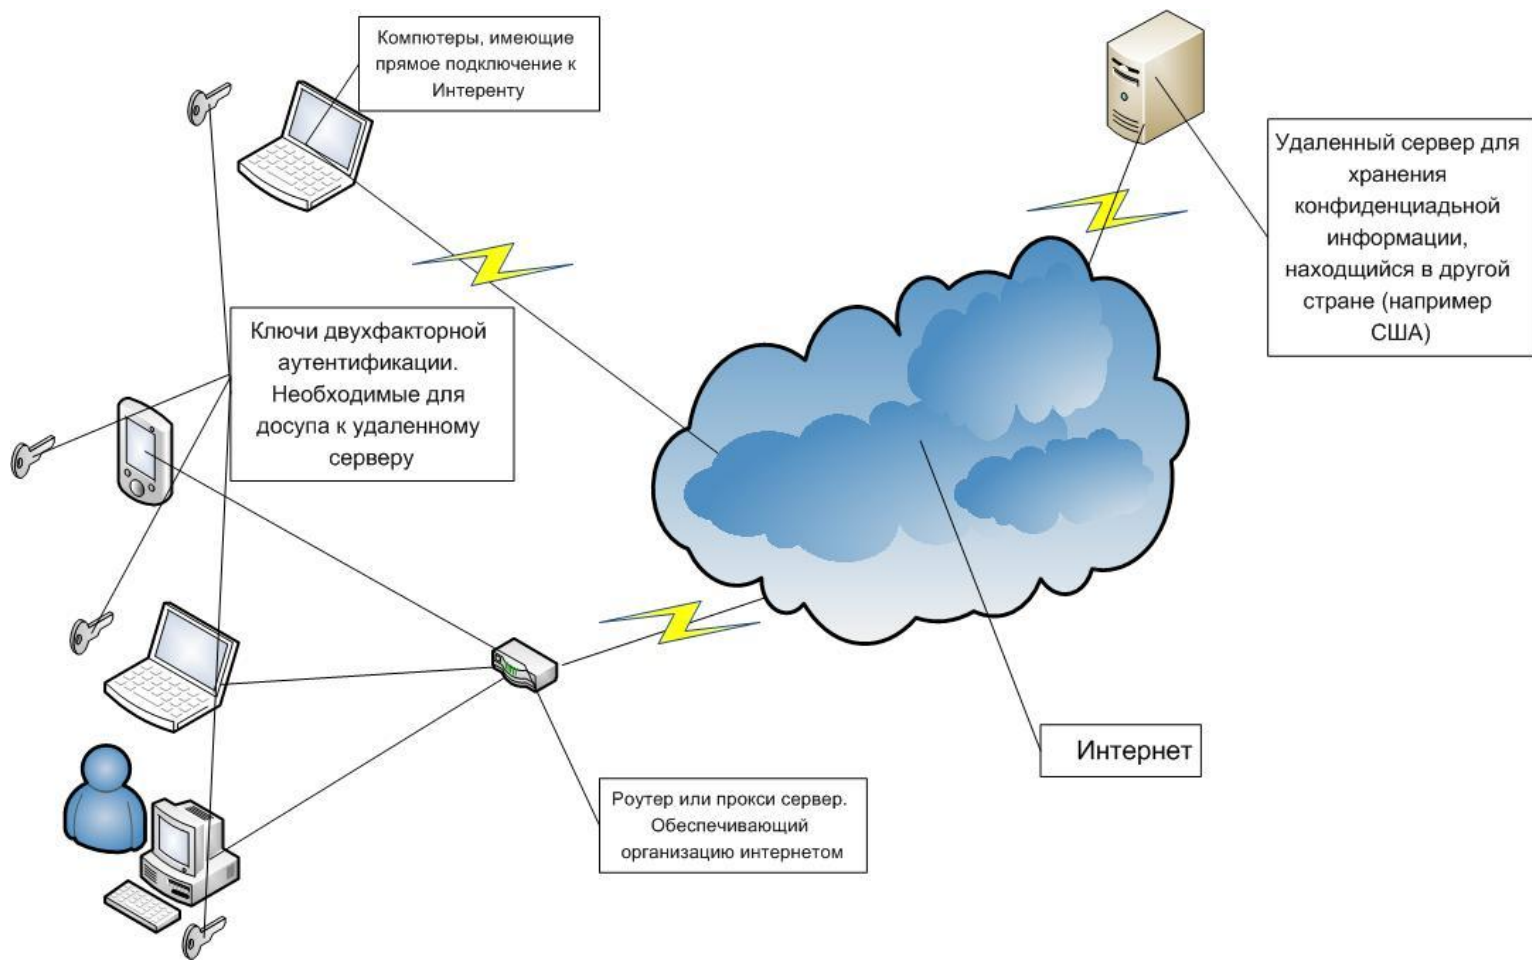 Компютеры, имеющие
прямое подключение к
Интеренту
Удаленный сервер для
хранения
конфиденциадьной
информации,
находщийся в другой
стране (например
США)
Ключи двухфакторной
аутентификации.
Необходимые для
досупа к удаленному
серверу
Интернет
Роутер или прокси сервер.
Обеспечивающий
организацию интернетом